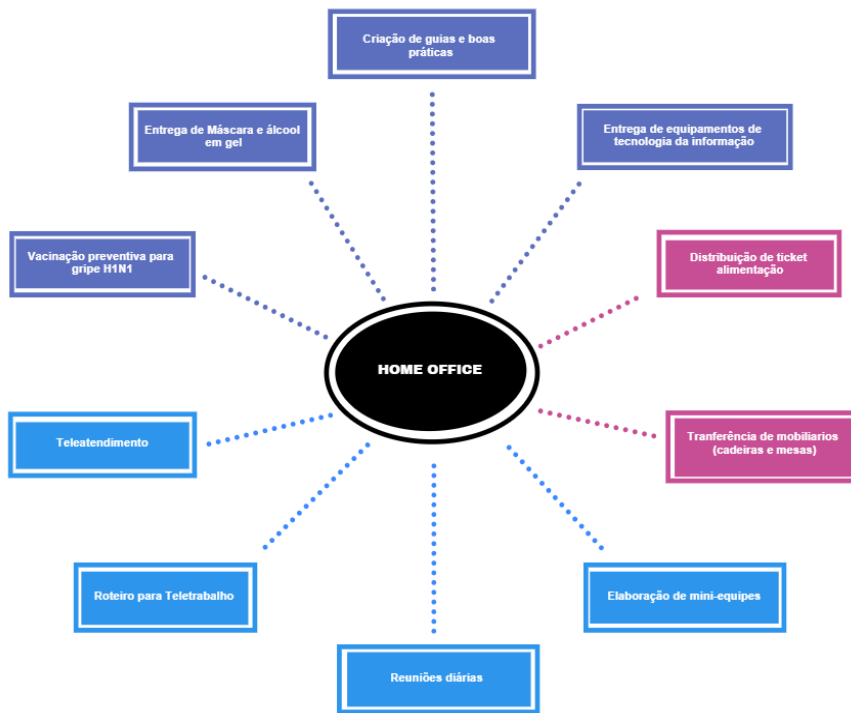 Criação de guias e boas
práticas
Entrega de Máscara e álcool
em gel
Entrega de equipamentos de
tecnologia da informação
Vacinação preventiva para
gripe H1N1
Distribuição de ticket
alimentação
HOME OFFICE
Teleatendimento
Tranferência de mobiliarios
(cadeiras e mesas)
Roteiro para Teletrabalho
Elaboração de mini-equipes
Reuniões diárias